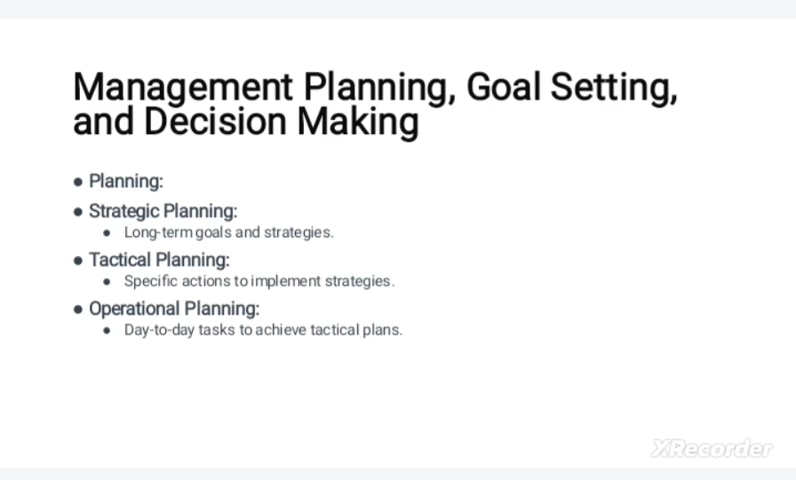 Management Planning, Goal Setting,
and Decision Making
● Planning:
● Strategic Planning:
● Long-term goals and strategies.
● Tactical Planning:
● Specific actions to implement strategies.
● Operational Planning:
● Day-to-day tasks to achieve tactical plans.
XRecorder